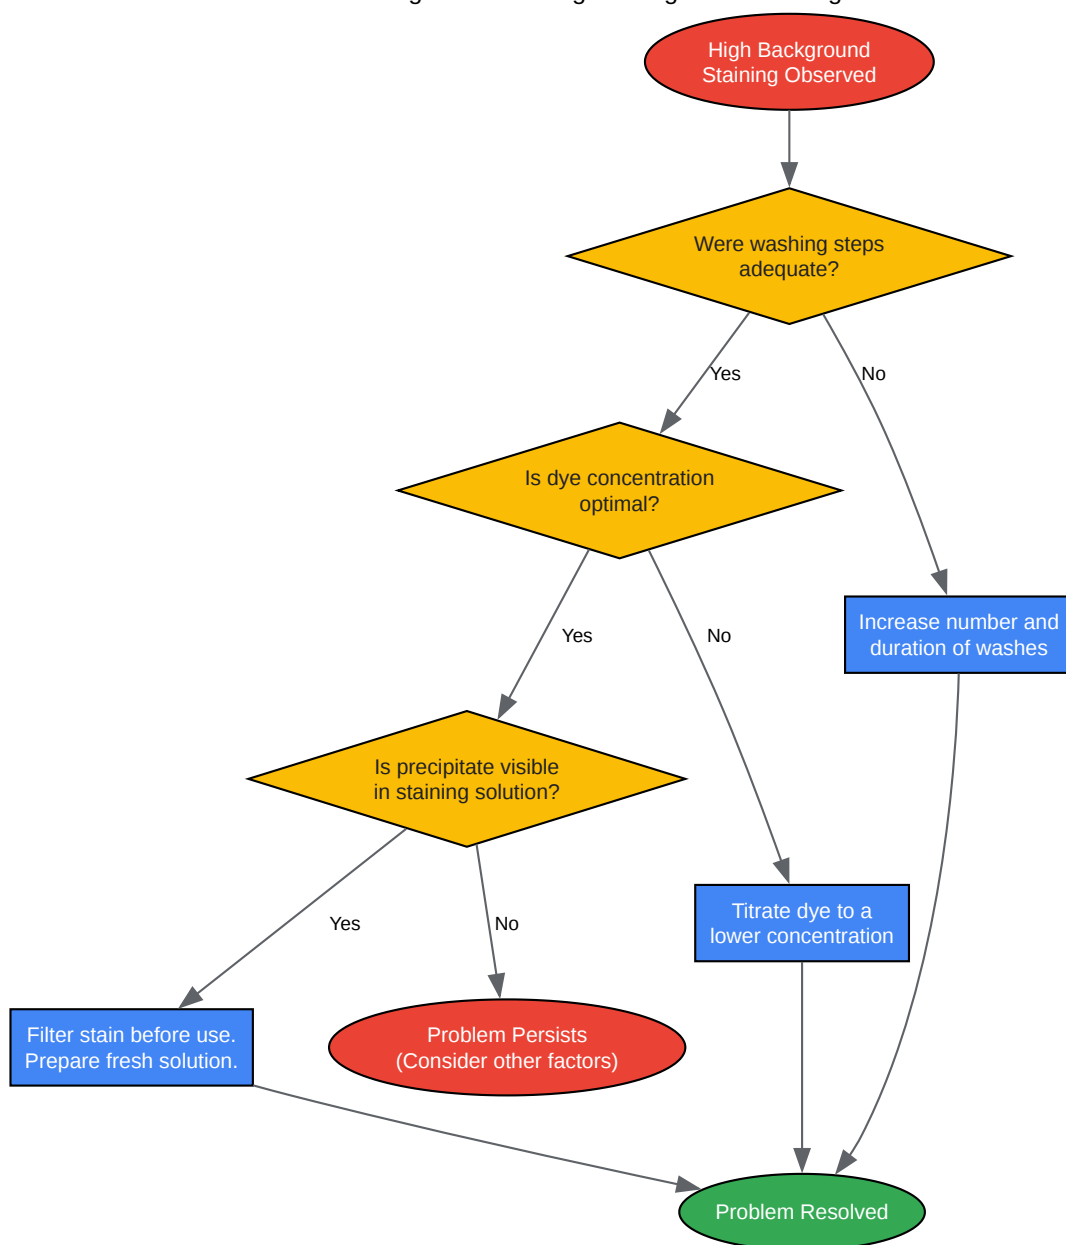 High Background
Staining Observed
Were washing steps
adequate?
Yes
No
Is dye concentration
optimal?
Yes
No
Increase number and
duration of washes
Is precipitate visible
in staining solution?
Yes
No
Titrate dye to a
lower concentration
Filter stain before use.
Prepare fresh solution.
Problem Persists
(Consider other factors)
Problem Resolved